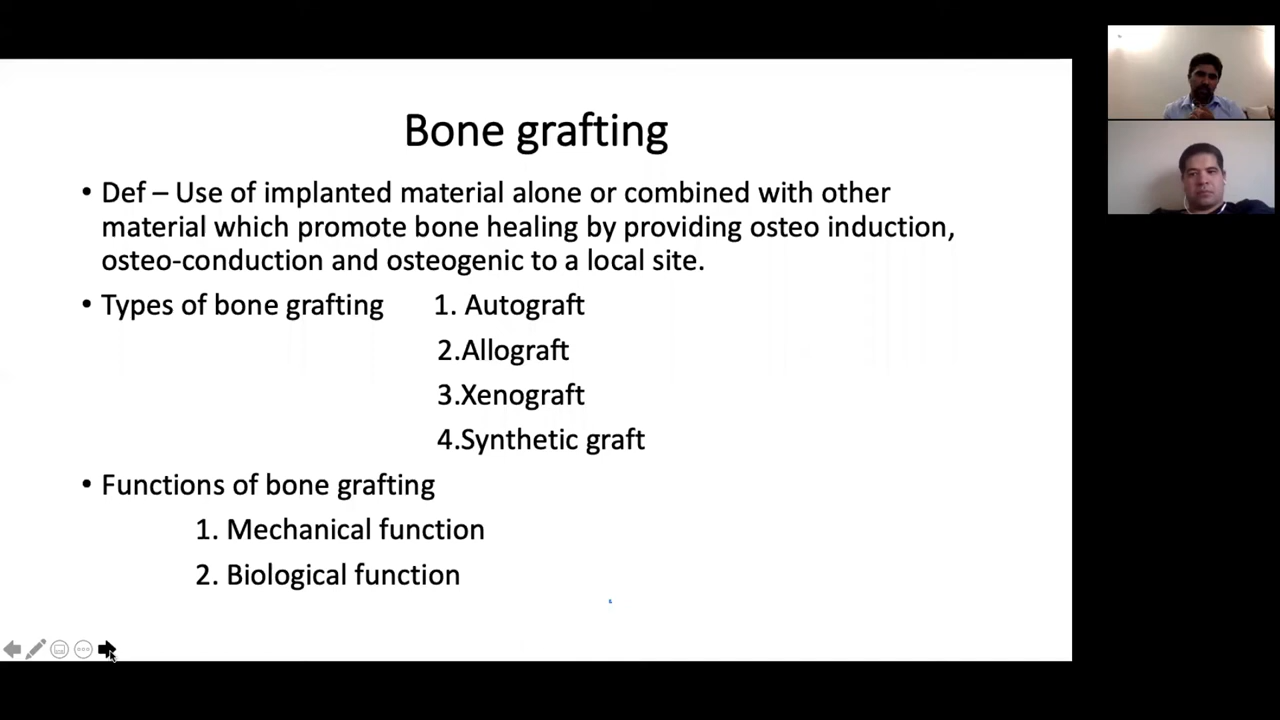 Bone grafting
• Def – Use of implanted material alone or combined with other
material which promote bone healing by providing osteo induction,
osteo-conduction and osteogenic to a local site.
• Types of bone grafting 1. Autograft
2.Allograft
3.Xenograft
4.Synthetic graft
• Functions of bone grafting
1. Mechanical function
2. Biological function